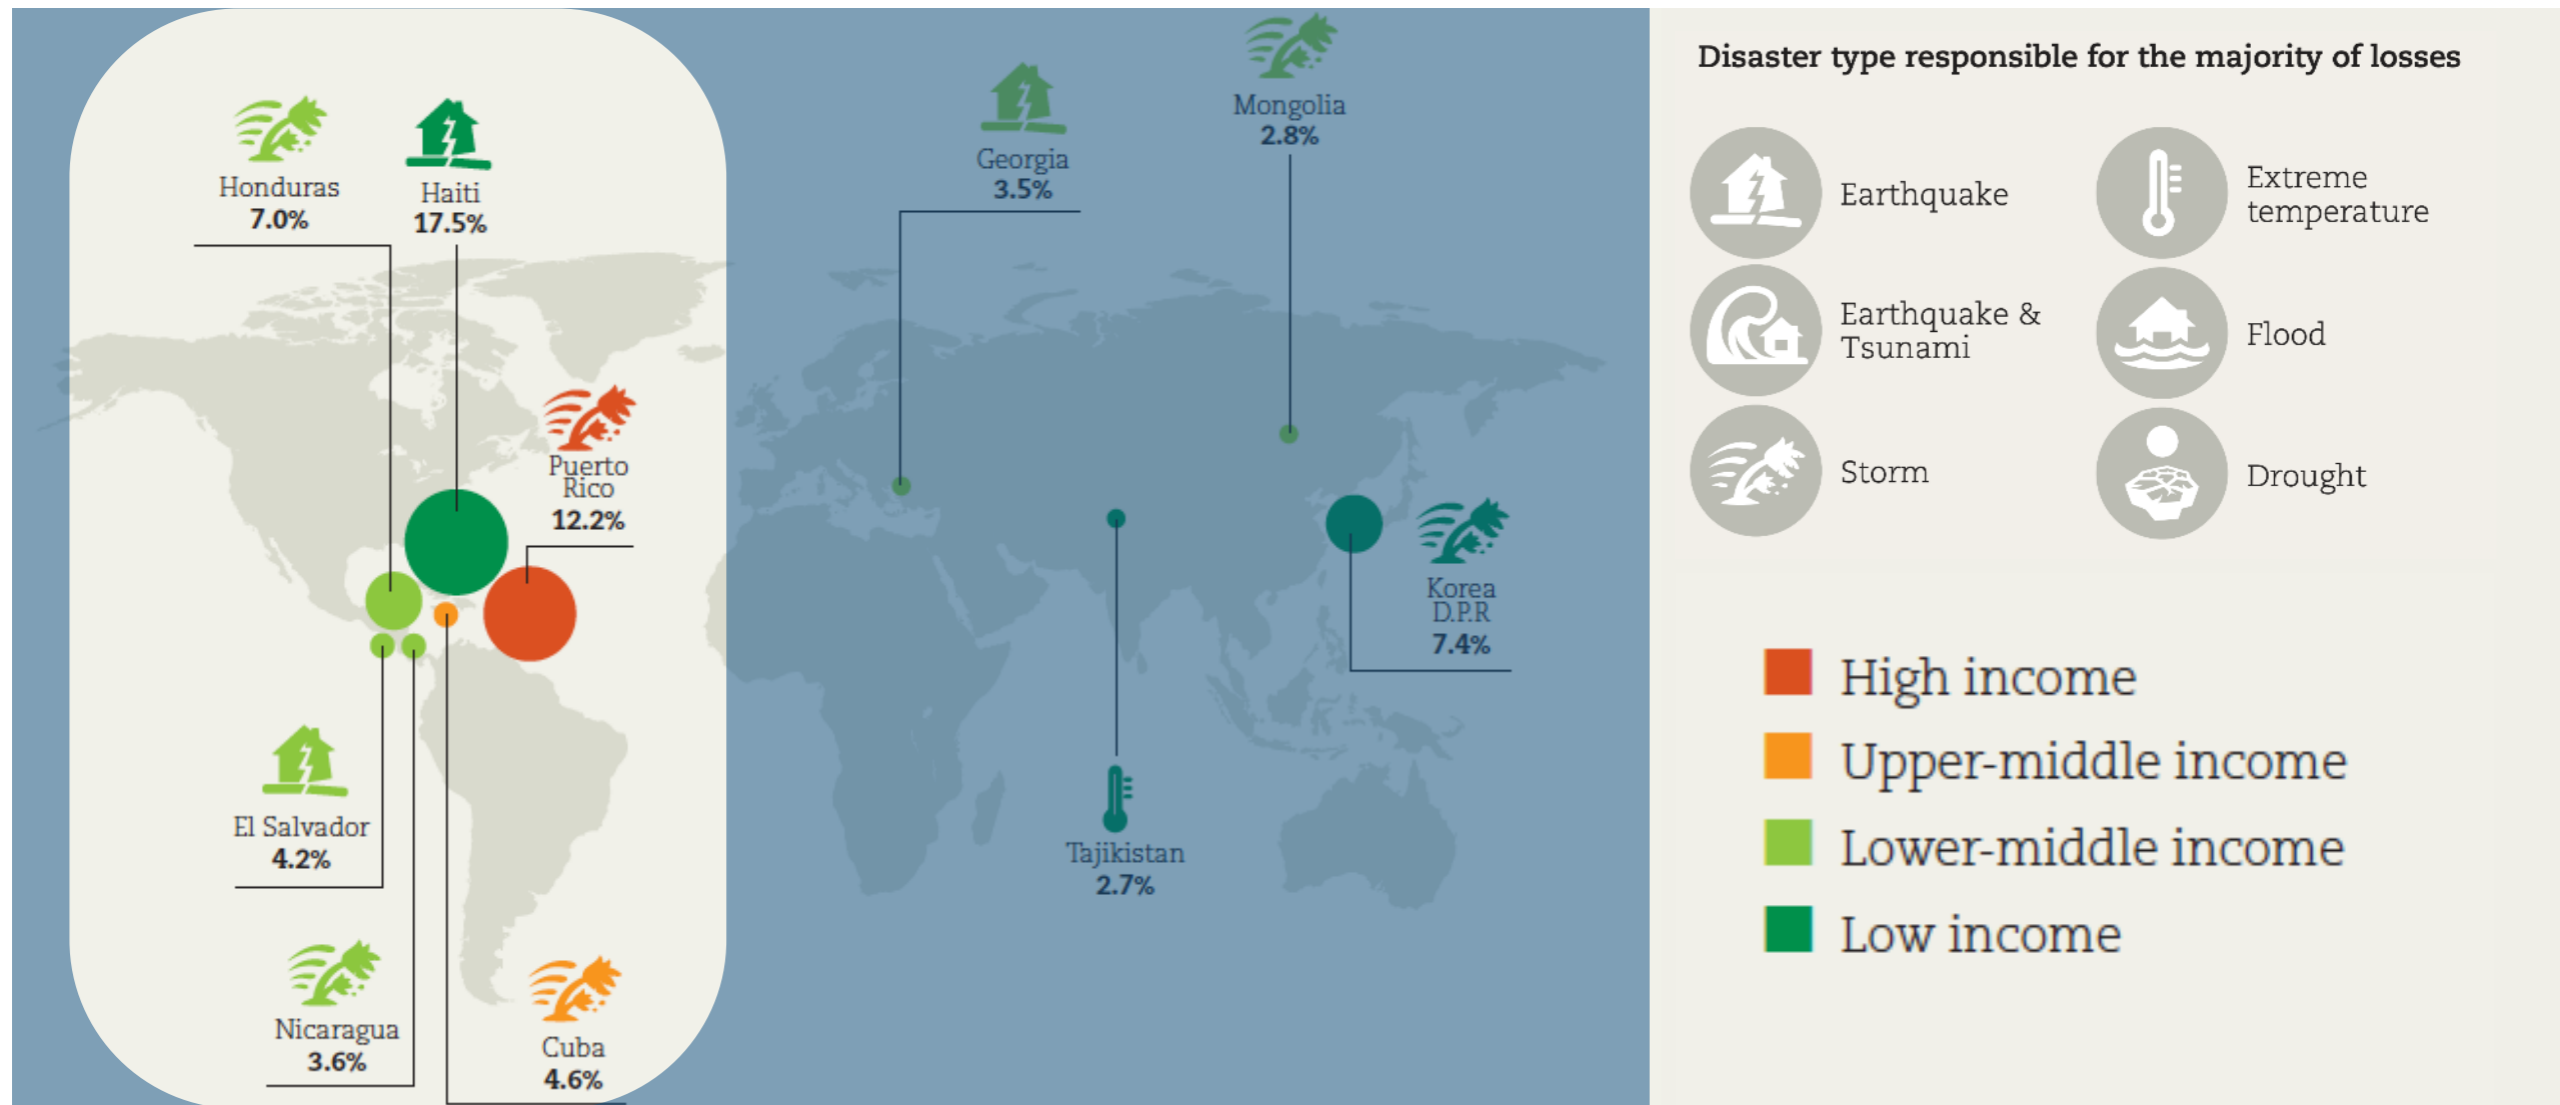 Honduras
7.0%
Haiti
17.5%
Puerto
Rico
12.2%
El Salvador
4.2%
Nicaragua
3.6%
Cuba
4.6%
Georgia
3.5%
Mongolia
2.8%
Korea
D.P.R
7.4%
Tajikistan
2.7%
Disaster type responsible for the majority of losses
Earthquake
Extreme
temperature
Earthquake &
Tsunami
Flood
Storm
Drought
High income
Upper-middle income
Lower-middle income
Low income